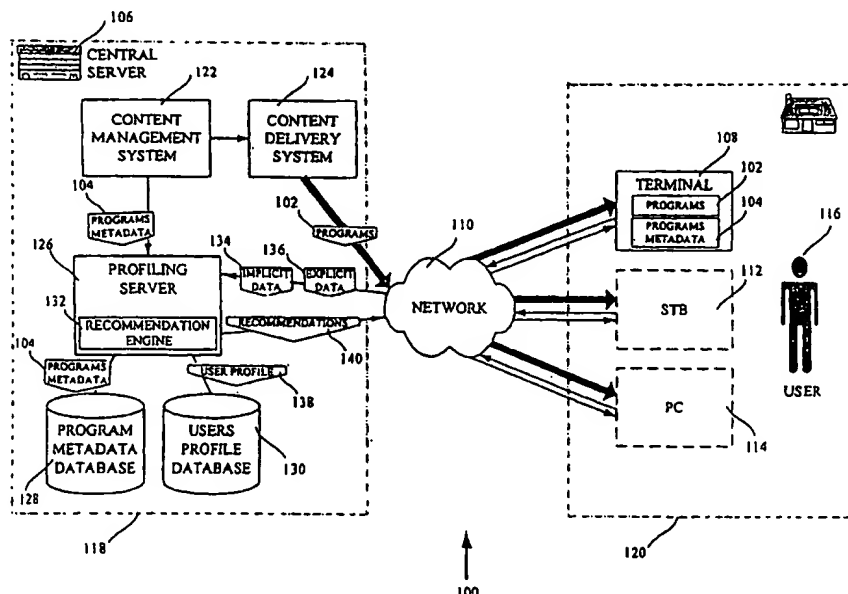 106
CENTRAL
SERVER
122
124
CONTENT
MANAGEMENT
SYSTEM
CONTENT
DELIVERY
SYSTEM
104
PROGRAMS
METADATA
102
PROGRAMS
126
134
136
IMPLICIT
DATA
EXPLICIT
DATA
PROFILING
SERVER
132
RECOMMENDATION
ENGINE
RECOMMENDATIONS
140
104
PROGRAMS
METADATA
USER PROFILE
138
PROGRAM
METADATA
DATABASE
128
USERS
PROFILE
DATABASE
130
118
110
NETWORK
100
108
TERMINAL
102
PROGRAMS
104
PROGRAMS
METADATA
112
STB
PC
114
116
USER
120